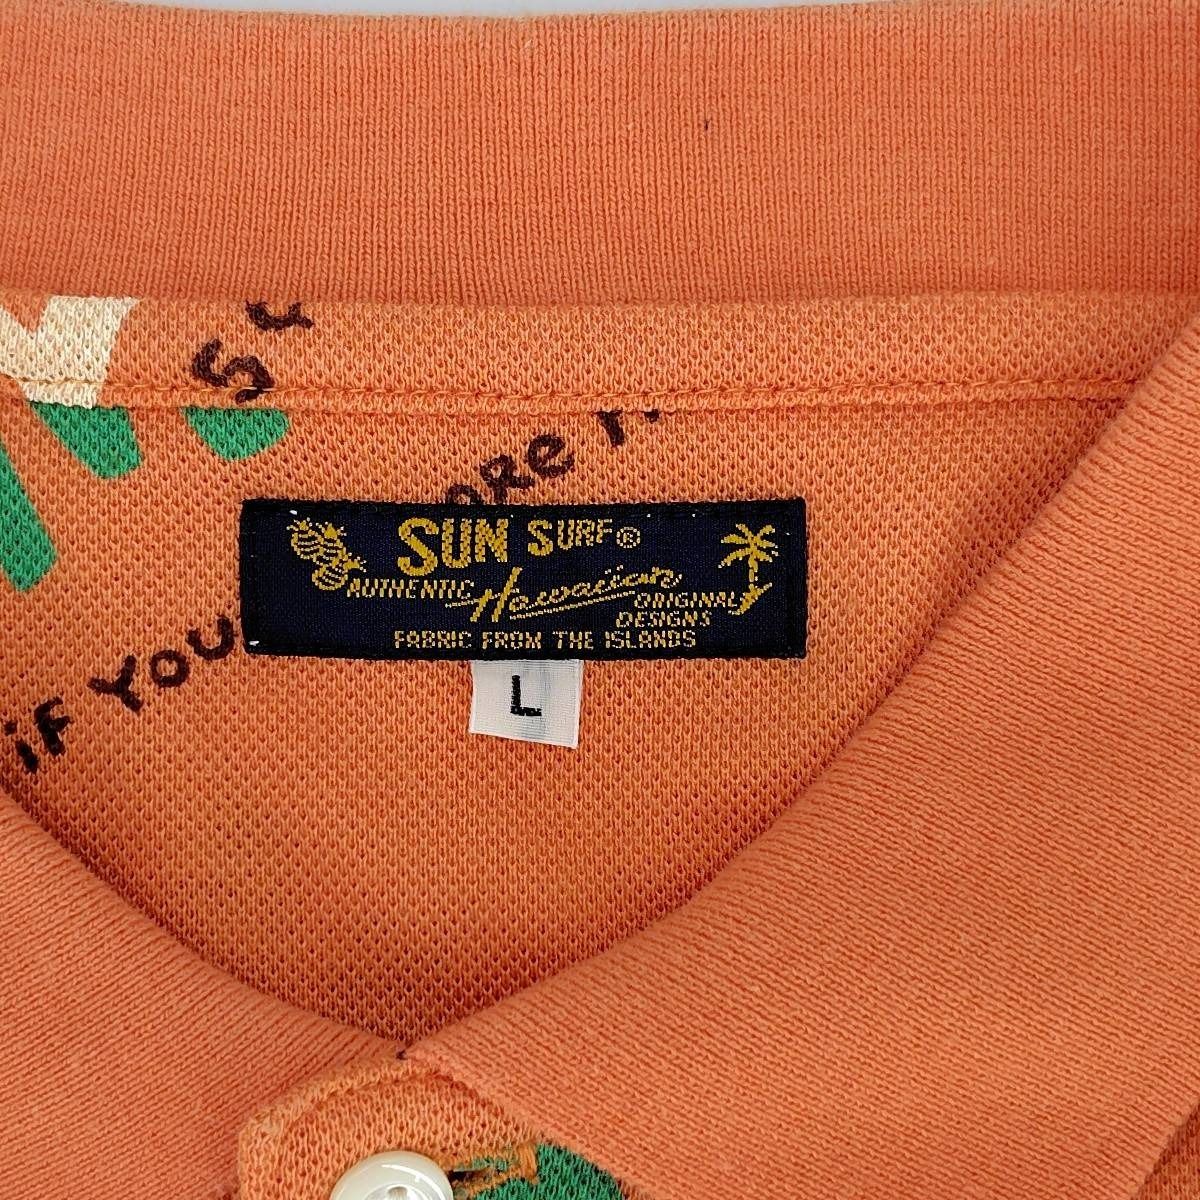 SUN SURF®
AUTHENTIC Hawaiian ORIGINAL
DESIGNS
FABRIC FROM THE ISLANDS
L
iF YOU